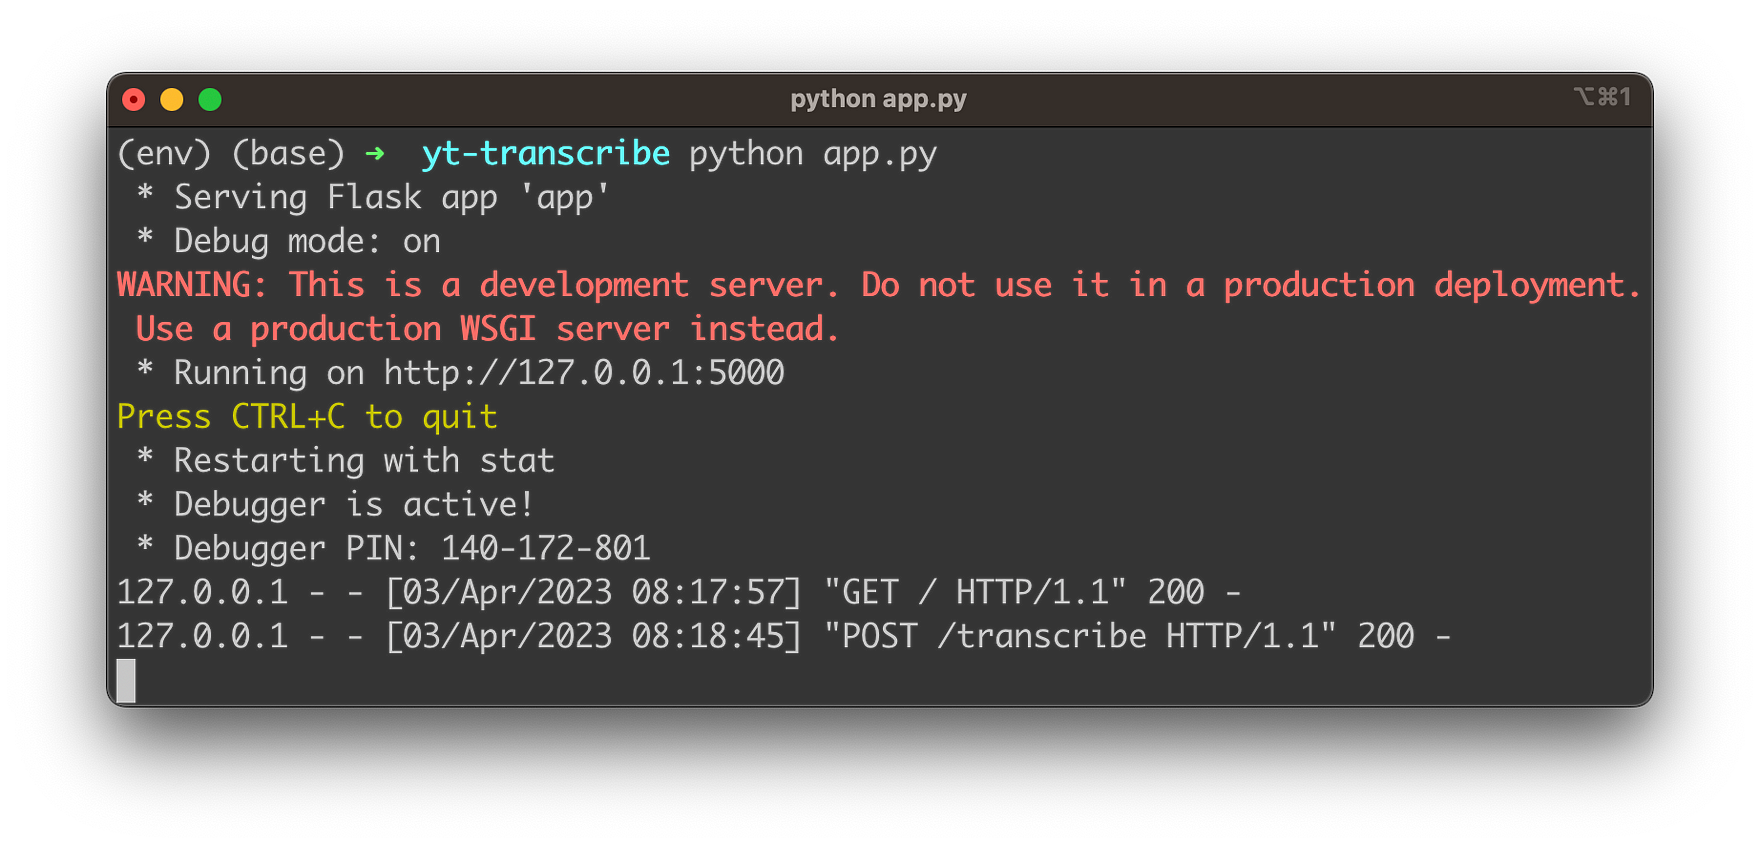 python app.py
⌥⌘1
(env) (base) ➜  yt-transcribe python app.py
 * Serving Flask app 'app'
 * Debug mode: on
WARNING: This is a development server. Do not use it in a production deployment.
 Use a production WSGI server instead.
 * Running on http://127.0.0.1:5000
Press CTRL+C to quit
 * Restarting with stat
 * Debugger is active!
 * Debugger PIN: 140-172-801
127.0.0.1 - - [03/Apr/2023 08:17:57] "GET / HTTP/1.1" 200 -
127.0.0.1 - - [03/Apr/2023 08:18:45] "POST /transcribe HTTP/1.1" 200 -